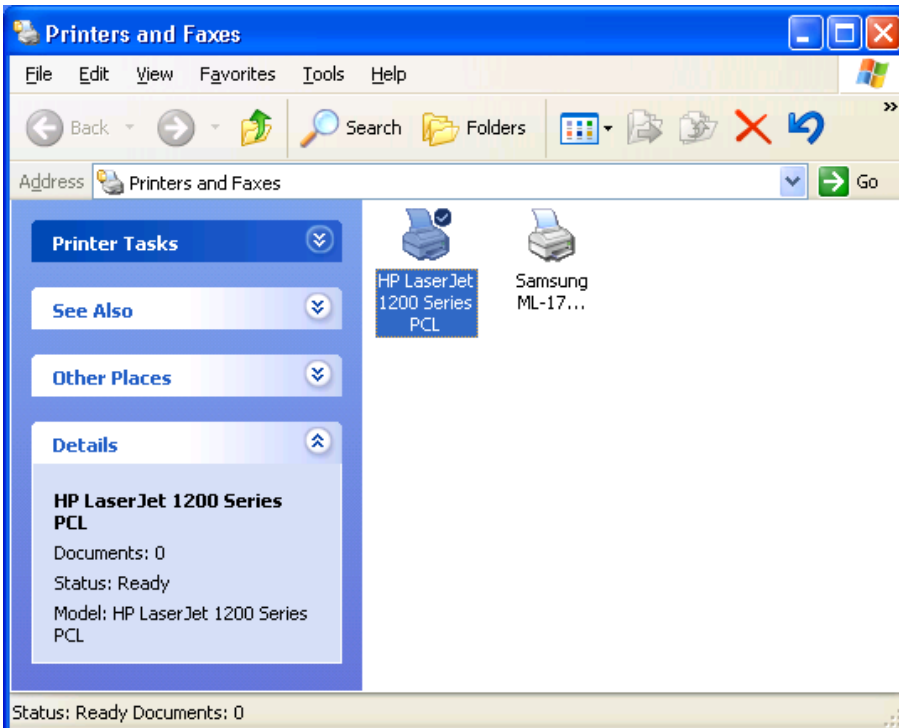 Printers and Faxes
File Edit View Favorites Tools Help
Back Search Folders »
Address Printers and Faxes Go
Printer Tasks
See Also
Other Places
Details
HP LaserJet 1200 Series
PCL
Documents: 0
Status: Ready
Model: HP LaserJet 1200 Series
PCL
HP LaserJet
1200 Series
PCL
Samsung
ML-17...
Status: Ready Documents: 0